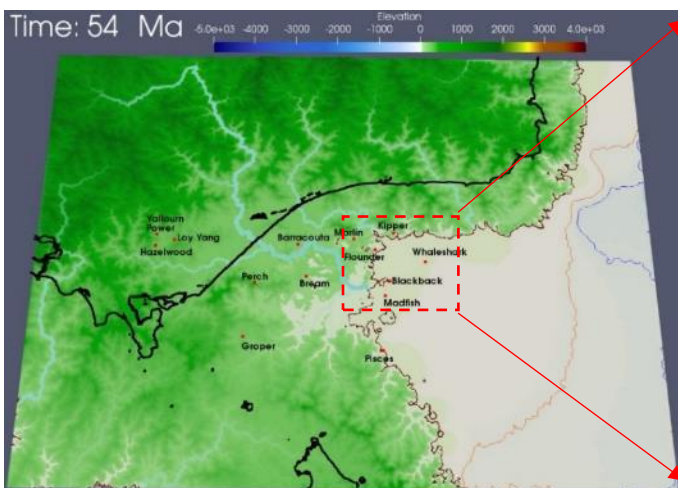 Time: 54 Ma
Elevation
-5.0e+03 -4000 -3000 -2000 -1000 0 1000 2000 3000 4.0e+03
Yallourn
Power
Loy Yang
Hazelwood
Barracouta
Marlin
Kipper
Flounder
Whaleshark
Perch
Bream
Blackback
Madfish
Groper
Pisces